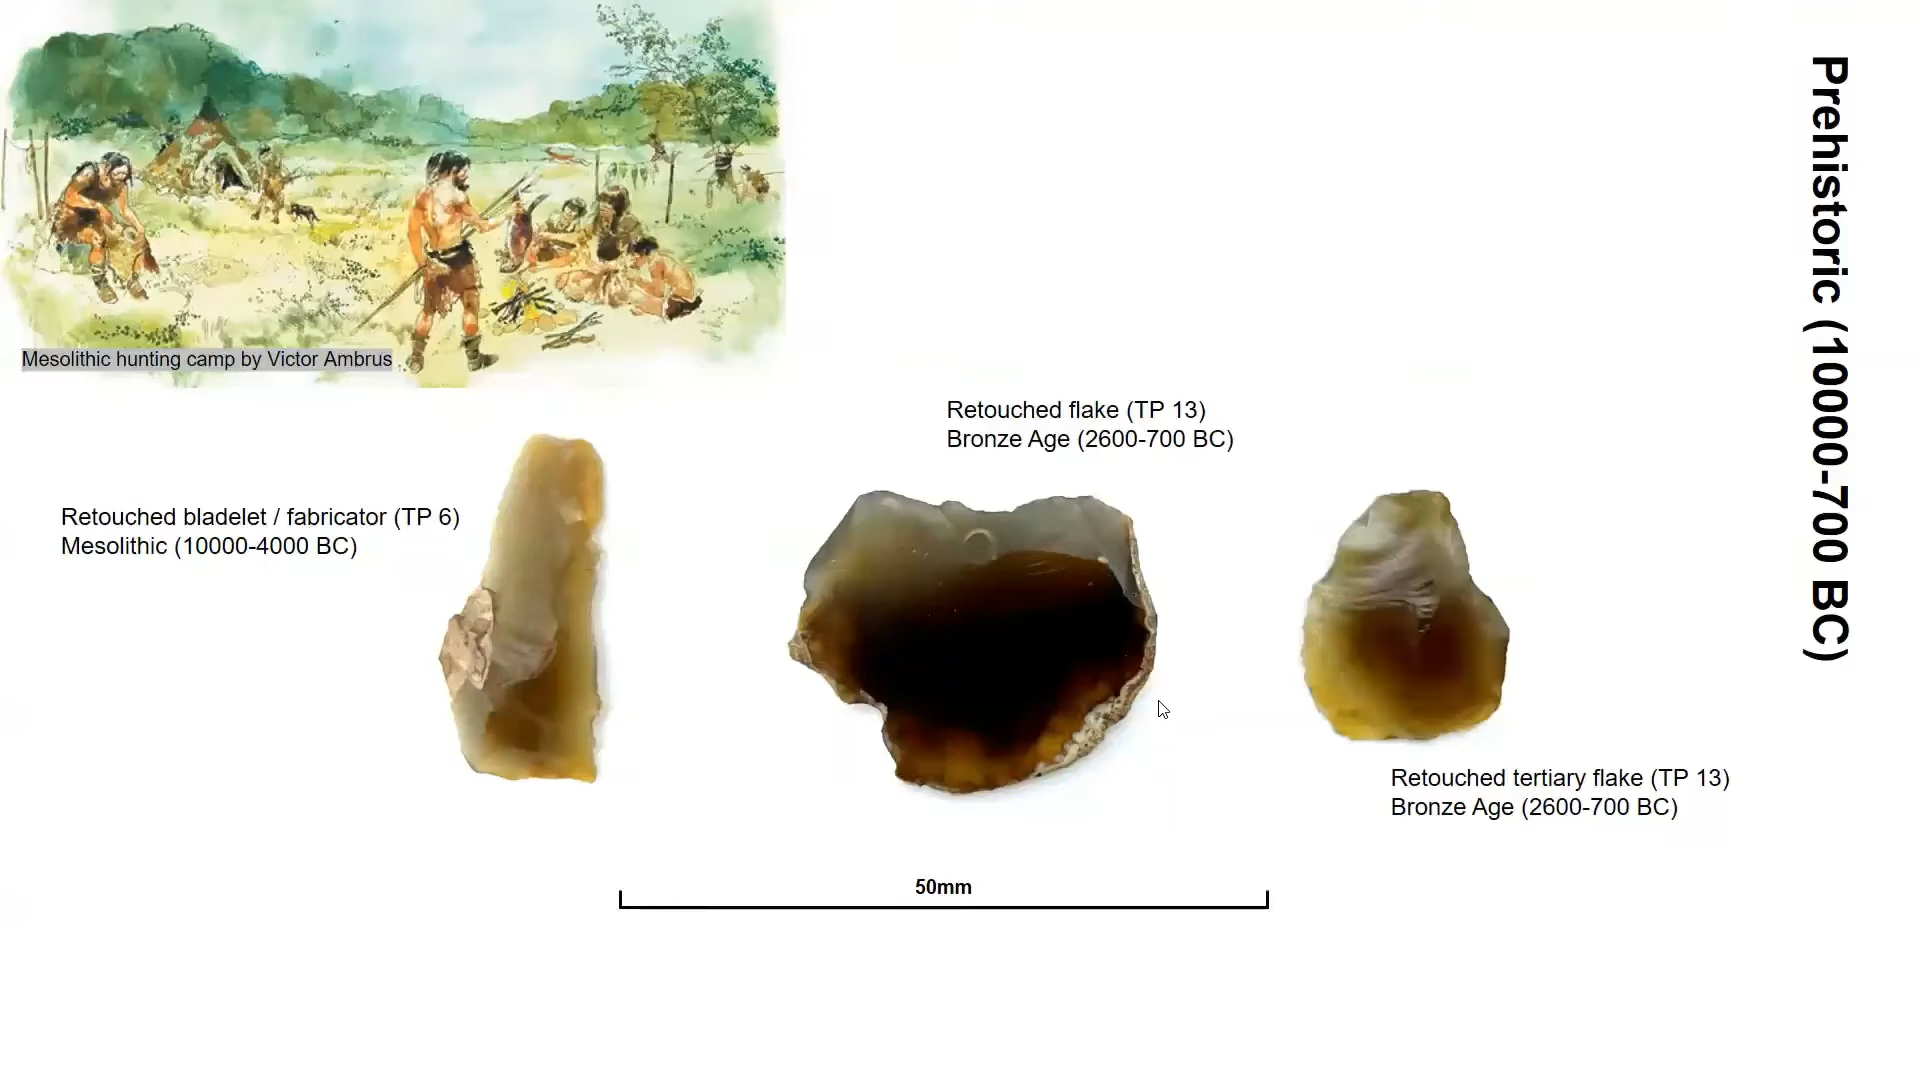 Prehistoric (10000-700 BC)
Mesolithic hunting camp by Victor Ambrus
Retouched flake (TP 13)
Bronze Age (2600-700 BC)
Retouched bladelet / fabricator (TP 6)
Mesolithic (10000-4000 BC)
Retouched tertiary flake (TP 13)
Bronze Age (2600-700 BC)
50mm